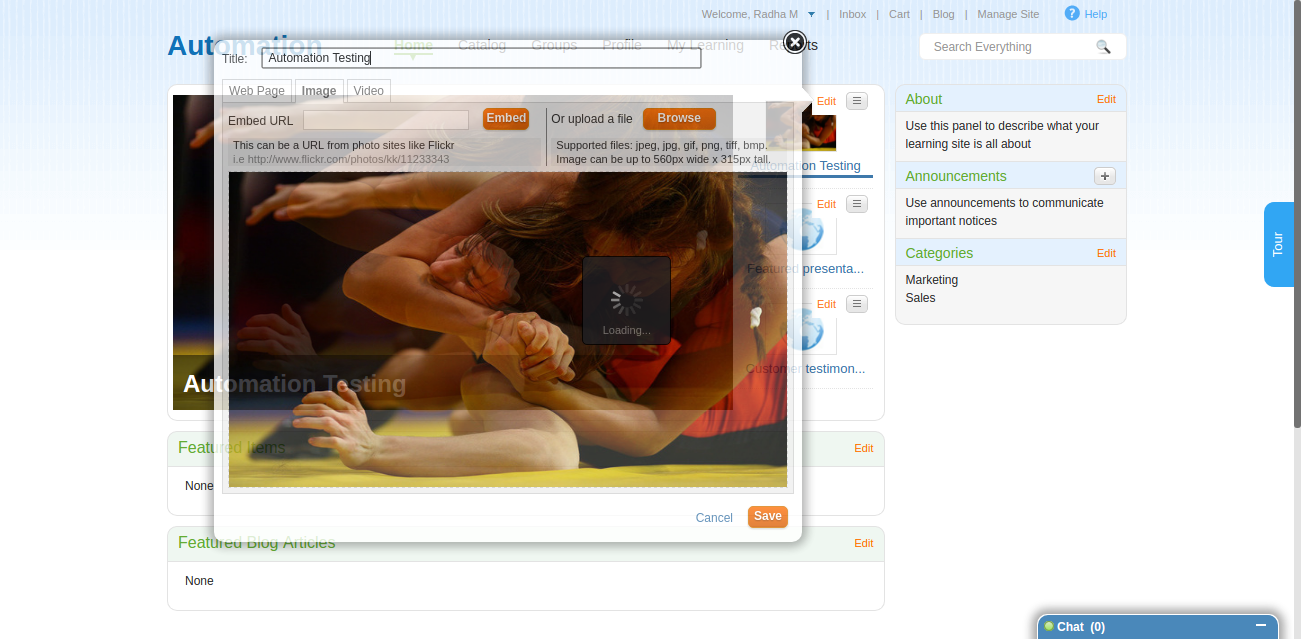 Welcome, Radha M | Inbox | Cart | Blog | Manage Site Help
Automation
Home Catalog Groups Profile My Learning Reports
Search Everything
Title: Automation Testing
Web Page Image Video
Embed URL Embed Or upload a file Browse
This can be a URL from photo sites like Flickr
i.e http://www.flickr.com/photos/kk/11233343
Supported files: jpeg, jpg, gif, png, tiff, bmp.
Image can be up to 560px wide x 315px tall.
Loading...
Automation Testing
Cancel Save
Edit
Automation Testing
Edit
Featured presenta...
Edit
Customer testimon...
Featured Items Edit
None
Featured Blog Articles Edit
None
About Edit
Use this panel to describe what your
learning site is all about
Announcements
Use announcements to communicate
important notices
Categories Edit
Marketing
Sales
Tour
Chat (0)